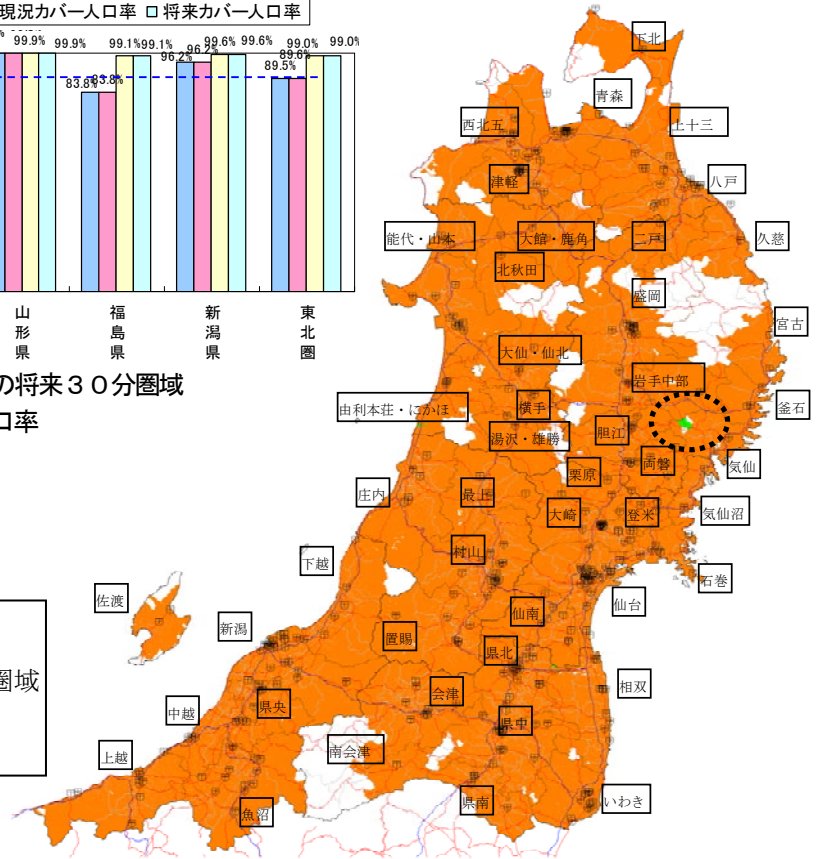 現況カバー人口率 将来カバー人口率
99.9% 99.9% 99.1% 99.1% 96.2% 96.2% 99.6% 99.6% 99.0% 99.0%
83.8% 83.8% 89.5% 89.6%
山形県
福島県
新潟県
東北圏
の将来30分圏域
口率
圏域
下北
青森
西北五
上十三
津軽
八戸
能代・山本
大館・鹿角
二戸
久慈
北秋田
盛岡
宮古
大仙・仙北
岩手中部
由利本荘・にかほ
横手
釜石
湯沢・雄勝
胆江
両磐
気仙
栗原
庄内
最上
大崎
登米
気仙沼
村山
下越
石巻
佐渡
仙南
仙台
新潟
置賜
県北
相双
会津
県央
中越
県中
南会津
上越
魚沼
県南
いわき